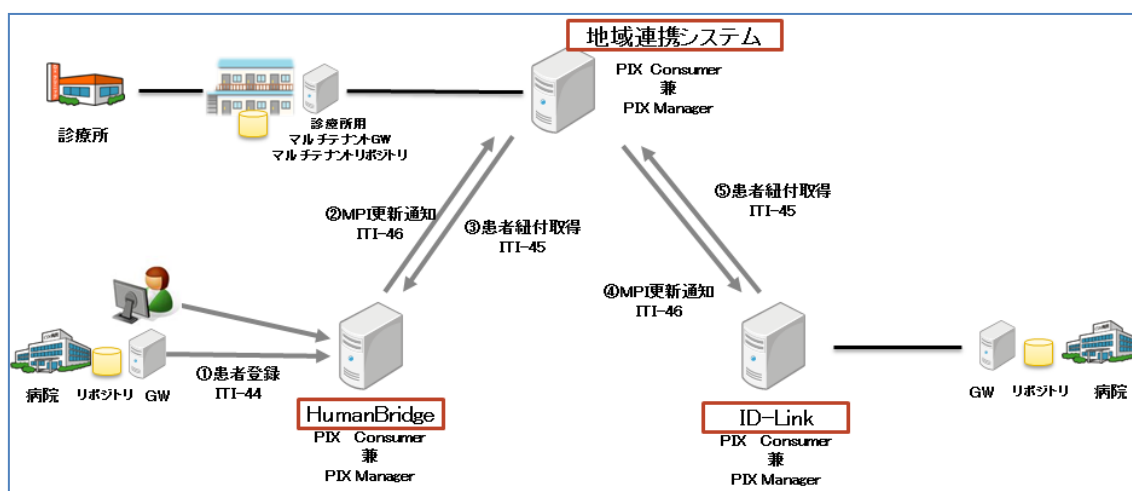 地域連携システム
PIX Consumer
兼
PIX Manager
診療所
診療所用
マルチテナントGW
マルチテナントリポジトリ
②MPI更新通知
ITI-46
③患者紐付取得
ITI-45
⑤患者紐付取得
ITI-45
④MPI更新通知
ITI-46
①患者登録
ITI-44
病院 リポジトリ GW
HumanBridge
PIX Consumer
兼
PIX Manager
ID-Link
PIX Consumer
兼
PIX Manager
GW リポジトリ 病院